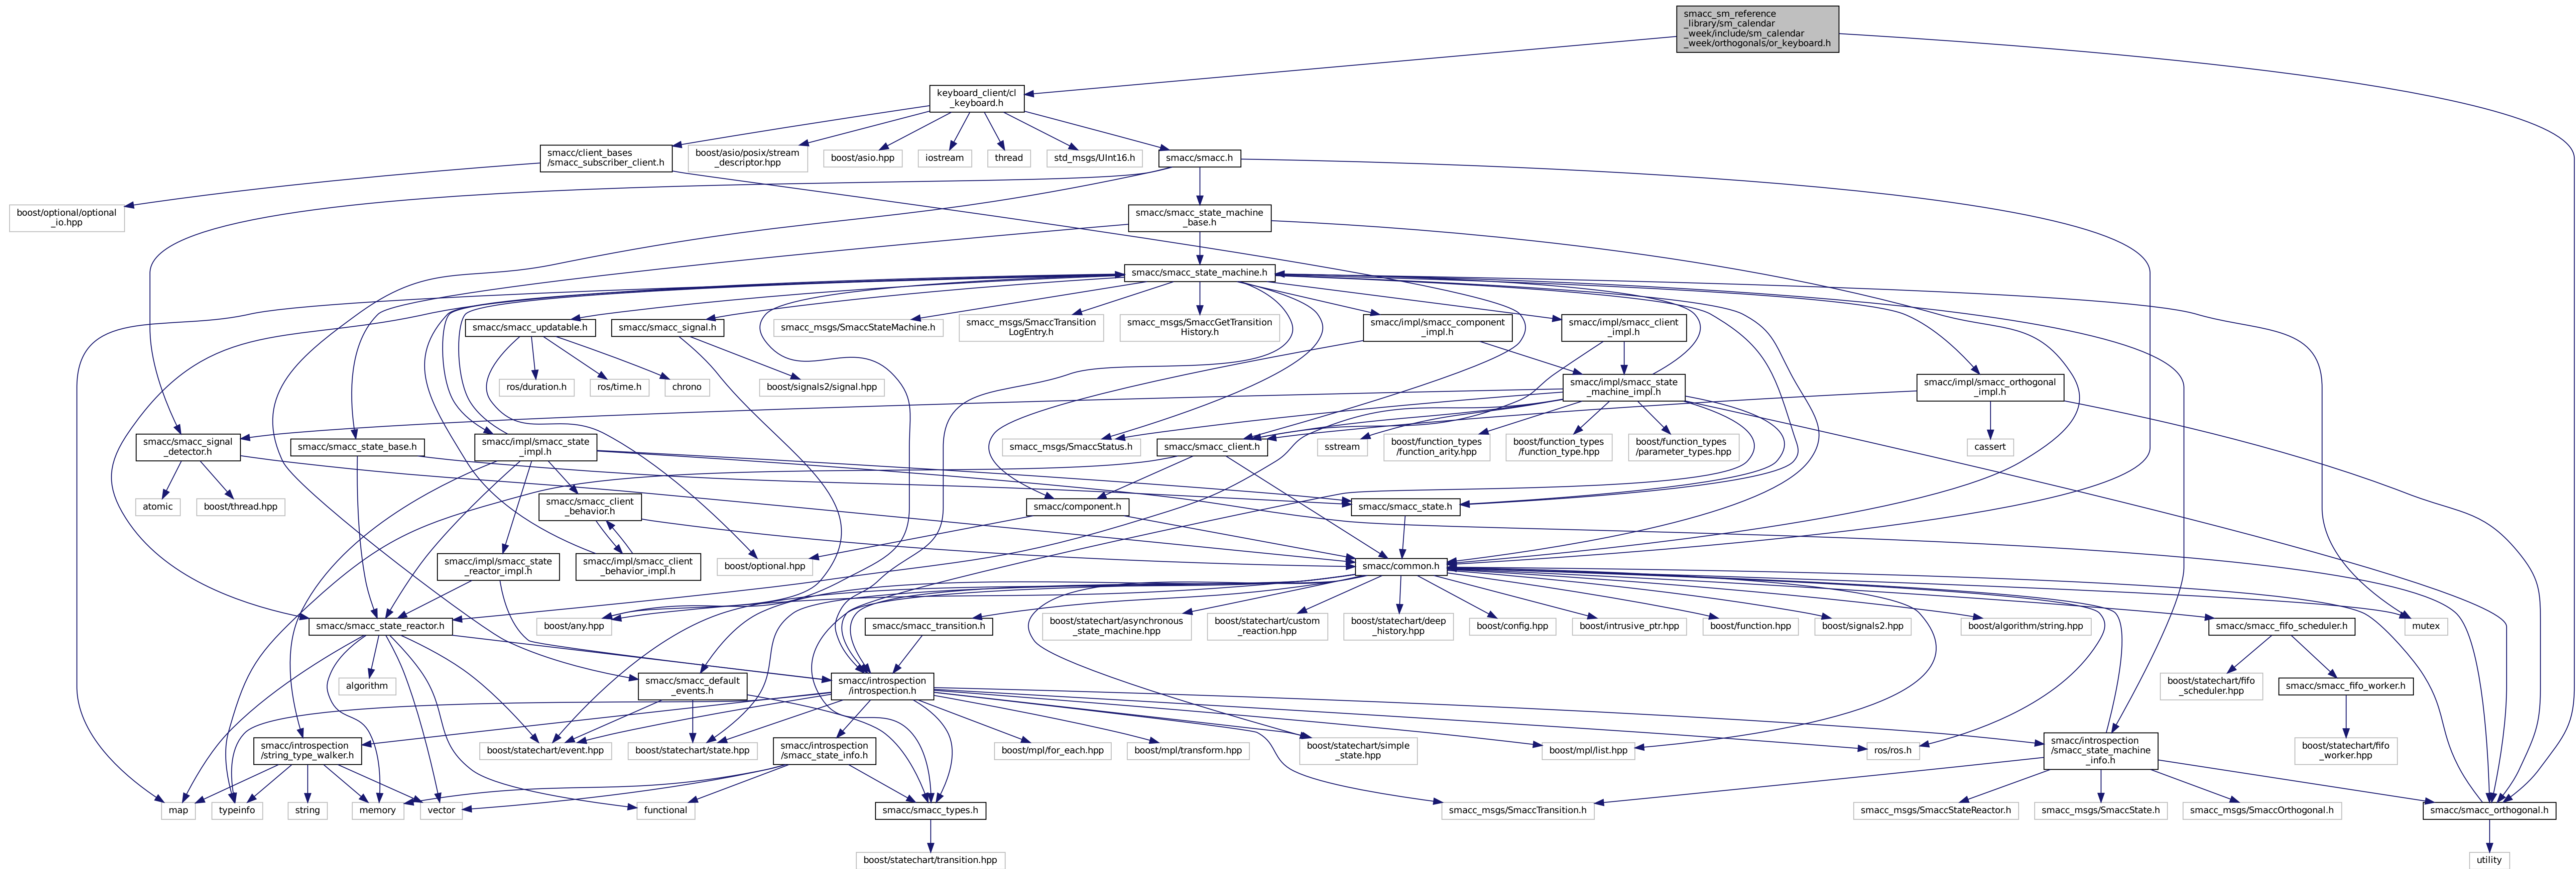 smacc_sm_reference
_library/sm_calendar
_week/include/sm_calendar
_week/orthogonals/or_keyboard.h
keyboard_client/cl
_keyboard.h
smacc/client_bases
/smacc_subscriber_client.h
boost/asio/posix/stream
_descriptor.hpp
boost/asio.hpp
iostream
thread
std_msgs/UInt16.h
smacc/smacc.h
boost/optional/optional
_io.hpp
smacc/smacc_state_machine
_base.h
smacc/smacc_state_machine.h
smacc/smacc_updatable.h
smacc/smacc_signal.h
smacc_msgs/SmaccStateMachine.h
smacc_msgs/SmaccTransition
LogEntry.h
smacc_msgs/SmaccGetTransition
History.h
smacc/impl/smacc_component
_impl.h
smacc/impl/smacc_client
_impl.h
ros/duration.h
ros/time.h
chrono
boost/signals2/signal.hpp
smacc/impl/smacc_state
_machine_impl.h
smacc/impl/smacc_orthogonal
_impl.h
smacc/smacc_signal
_detector.h
smacc/smacc_state_base.h
smacc/impl/smacc_state
_impl.h
smacc_msgs/SmaccStatus.h
smacc/smacc_client.h
sstream
boost/function_types
/function_arity.hpp
boost/function_types
/function_type.hpp
boost/function_types
/parameter_types.hpp
cassert
atomic
boost/thread.hpp
smacc/smacc_client
_behavior.h
smacc/component.h
smacc/smacc_state.h
smacc/impl/smacc_state
_reactor_impl.h
smacc/impl/smacc_client
_behavior_impl.h
boost/optional.hpp
smacc/common.h
smacc/smacc_state_reactor.h
boost/any.hpp
smacc/smacc_transition.h
boost/statechart/asynchronous
_state_machine.hpp
boost/statechart/custom
_reaction.hpp
boost/statechart/deep
_history.hpp
boost/config.hpp
boost/intrusive_ptr.hpp
boost/function.hpp
boost/signals2.hpp
boost/algorithm/string.hpp
smacc/smacc_fifo_scheduler.h
mutex
algorithm
smacc/smacc_default
_events.h
smacc/introspection
/introspection.h
boost/statechart/fifo
_scheduler.hpp
smacc/smacc_fifo_worker.h
smacc/introspection
/string_type_walker.h
boost/statechart/event.hpp
boost/statechart/state.hpp
smacc/introspection
/smacc_state_info.h
boost/mpl/for_each.hpp
boost/mpl/transform.hpp
boost/statechart/simple
_state.hpp
boost/mpl/list.hpp
ros/ros.h
smacc/introspection
/smacc_state_machine
_info.h
boost/statechart/fifo
_worker.hpp
map
typeinfo
string
memory
vector
functional
smacc/smacc_types.h
smacc_msgs/SmaccTransition.h
smacc_msgs/SmaccStateReactor.h
smacc_msgs/SmaccState.h
smacc_msgs/SmaccOrthogonal.h
smacc/smacc_orthogonal.h
boost/statechart/transition.hpp
utility